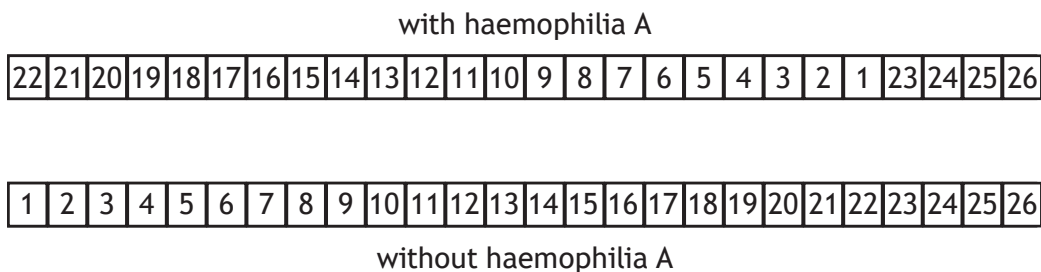 with haemophilia A
22 21 20 19 18 17 16 15 14 13 12 11 10 9 8 7 6 5 4 3 2 1 23 24 25 26
1 2 3 4 5 6 7 8 9 10 11 12 13 14 15 16 17 18 19 20 21 22 23 24 25 26
without haemophilia A